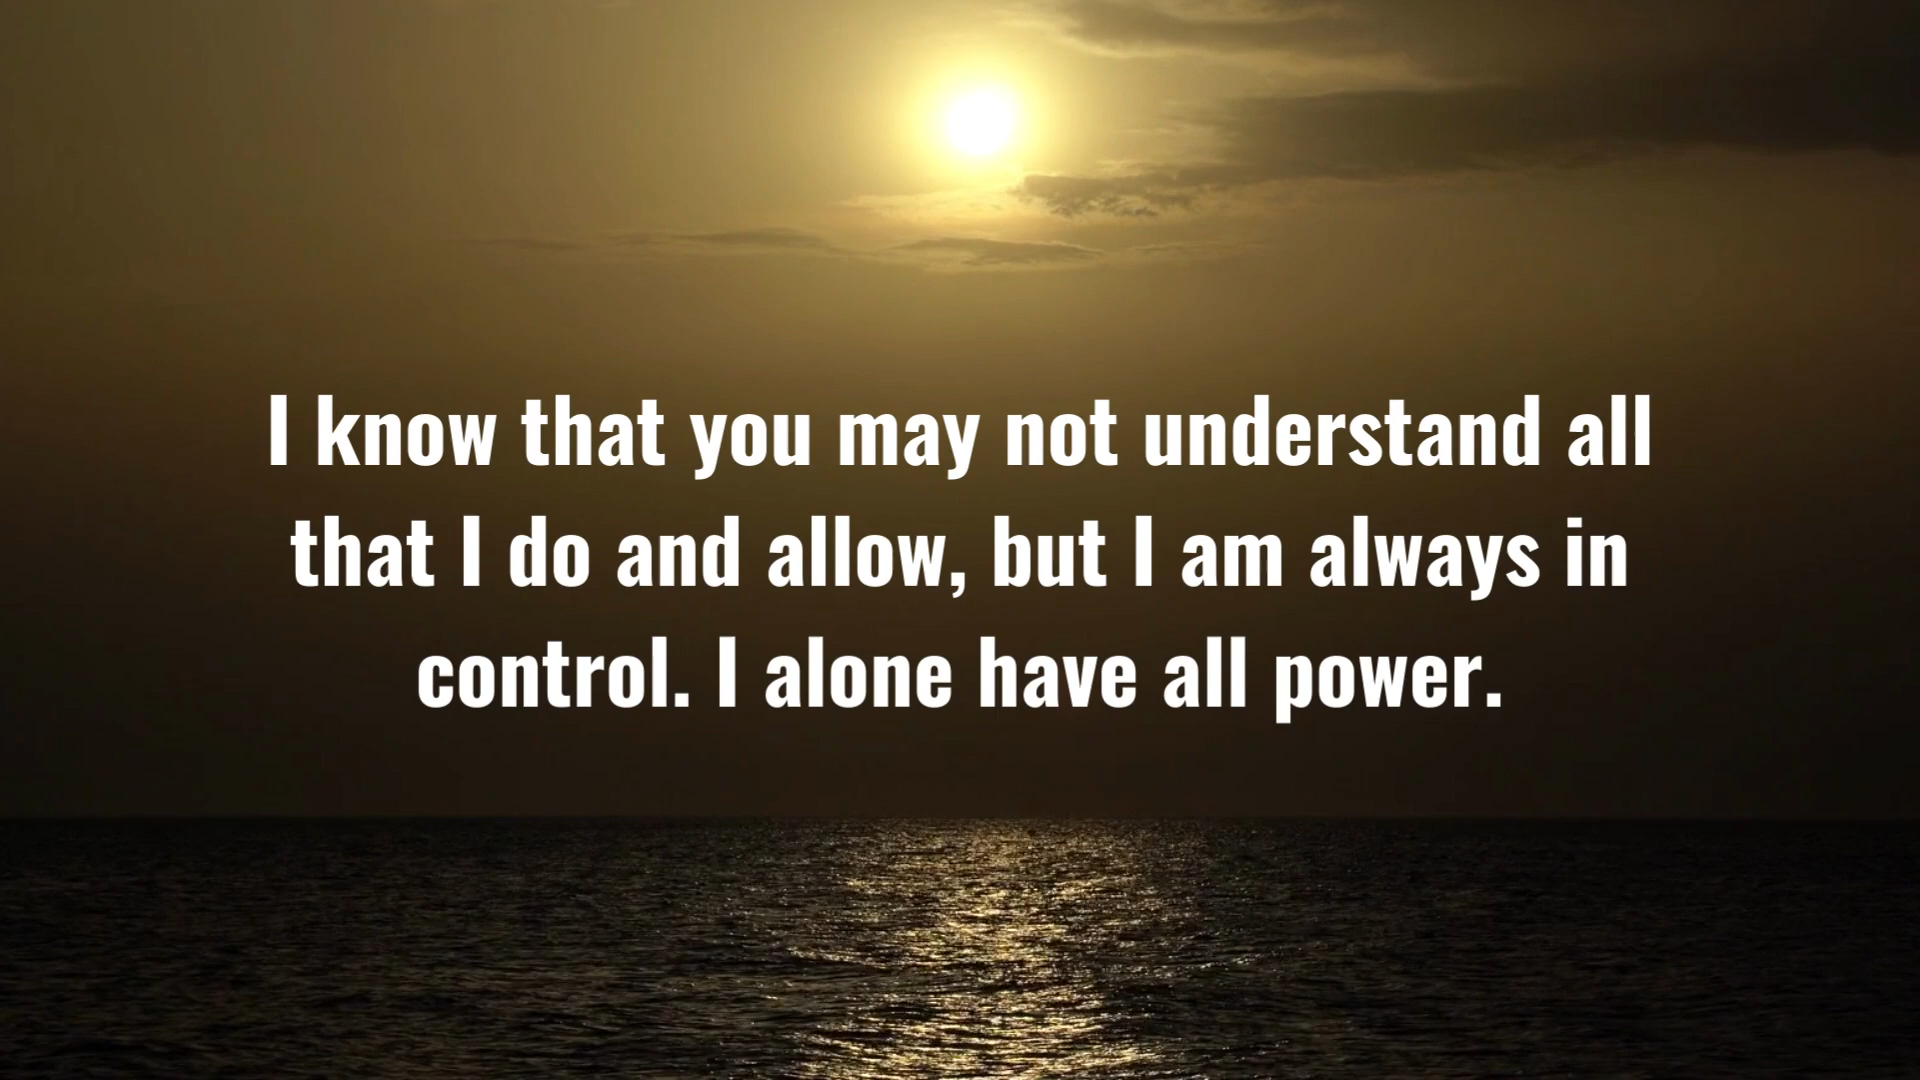 I know that you may not understand all
that I do and allow, but I am always in
control. I alone have all power.